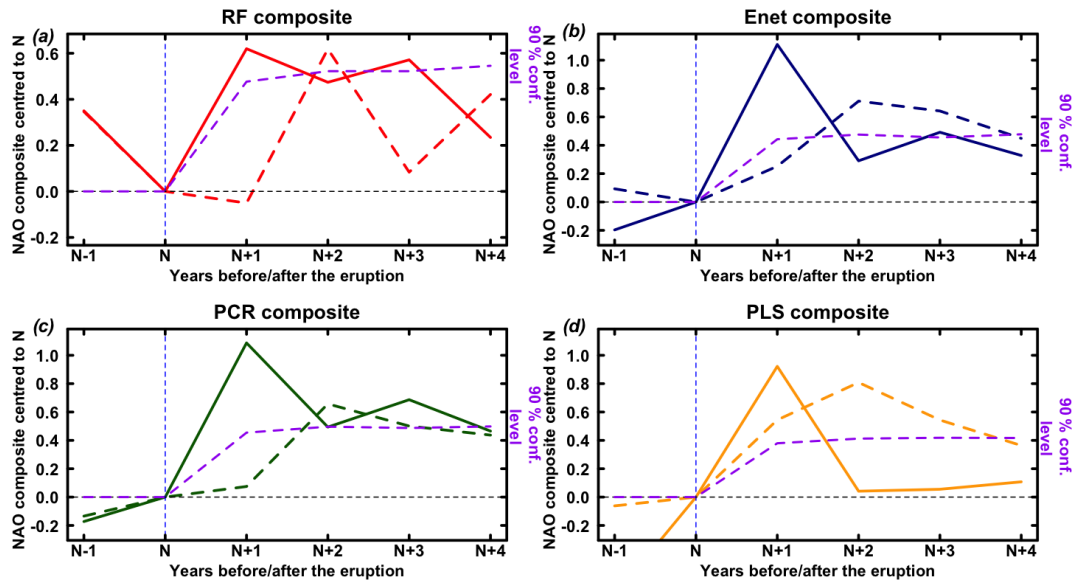 RF composite
(a)
NAO composite centred to N
0.6
0.4
0.2
0.0
-0.2
N-1 N N+1 N+2 N+3 N+4
Years before/after the eruption
90 % conf.
level
Enet composite
(b)
NAO composite centred to N
1.0
0.8
0.6
0.4
0.2
0.0
-0.2
N-1 N N+1 N+2 N+3 N+4
Years before/after the eruption
90 % conf.
level
PCR composite
(c)
NAO composite centred to N
1.0
0.8
0.6
0.4
0.2
0.0
-0.2
N-1 N N+1 N+2 N+3 N+4
Years before/after the eruption
90 % conf.
level
PLS composite
(d)
NAO composite centred to N
1.0
0.8
0.6
0.4
0.2
0.0
-0.2
N-1 N N+1 N+2 N+3 N+4
Years before/after the eruption
90 % conf.
level